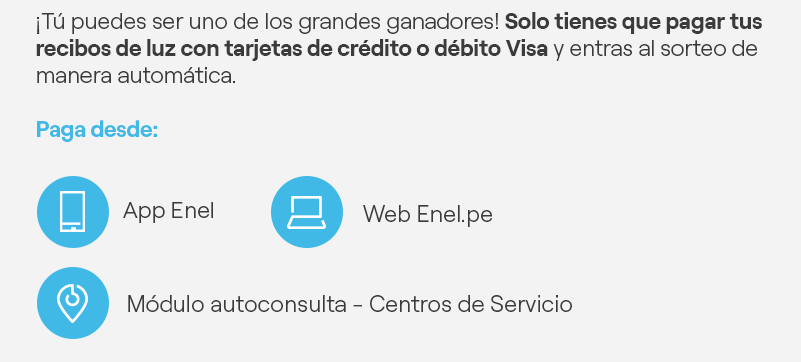 ¡Tú puedes ser uno de los grandes ganadores! Solo tienes que pagar tus
recibos de luz con tarjetas de crédito o débito Visa y entras al sorteo de
manera automática.
Paga desde:
App Enel
Web Enel.pe
Módulo autoconsulta - Centros de Servicio